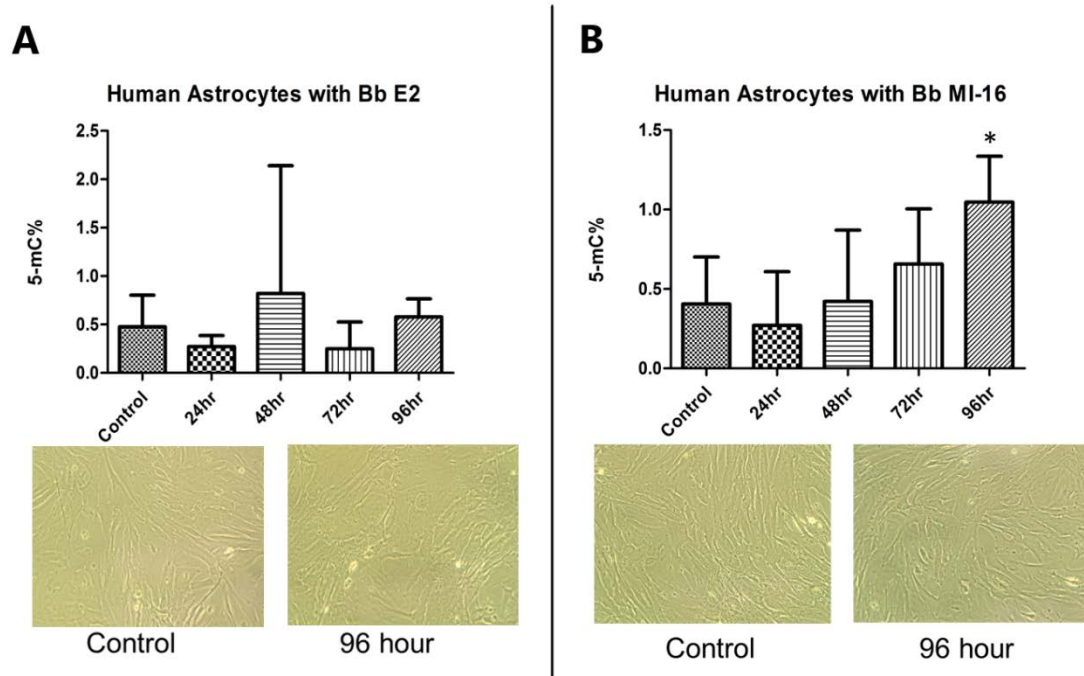 A
Human Astrocytes with Bb E2
2.5
2.0
1.5
1.0
0.5
0.0
5-mC%
Control
24hr
48hr
72hr
96hr
Control
96 hour
B
Human Astrocytes with Bb MI-16
1.5
1.0
0.5
0.0
5-mC%
*
Control
24hr
48hr
72hr
96hr
Control
96 hour